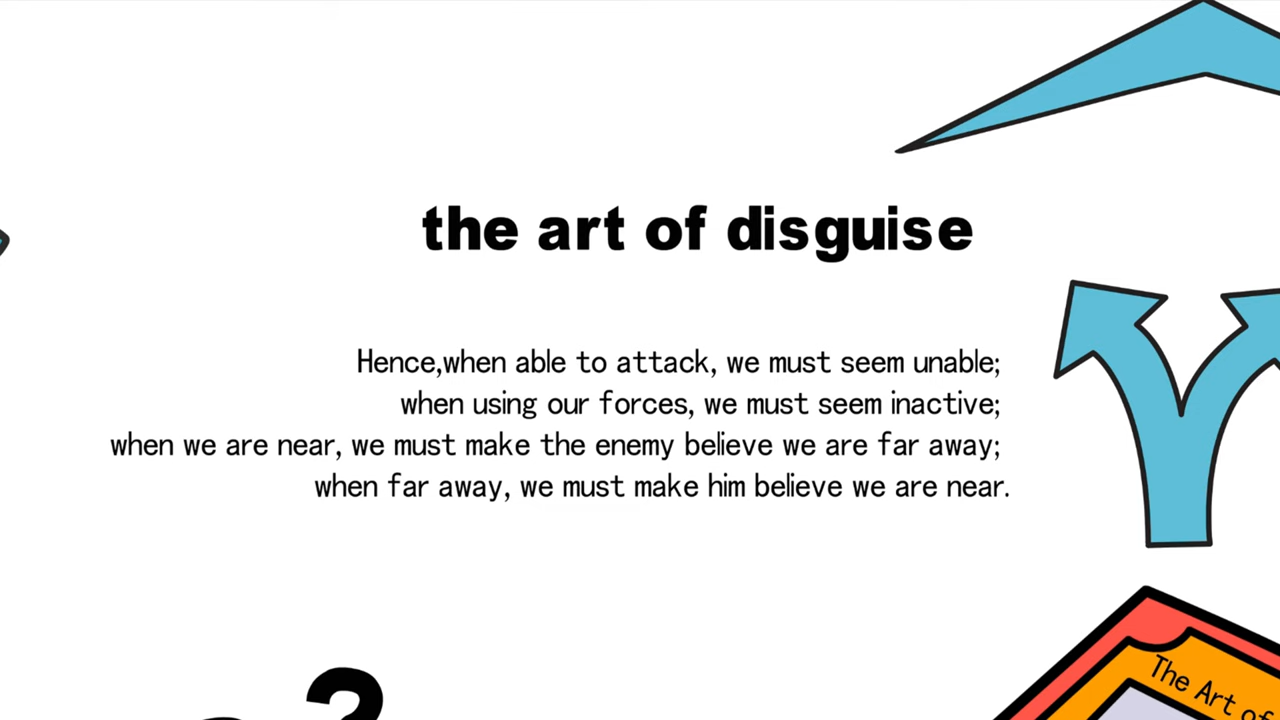 the art of disguise
Hence,when able to attack, we must seem unable;
when using our forces, we must seem inactive;
when we are near, we must make the enemy believe we are far away;
when far away, we must make him believe we are near.
?
The Art of